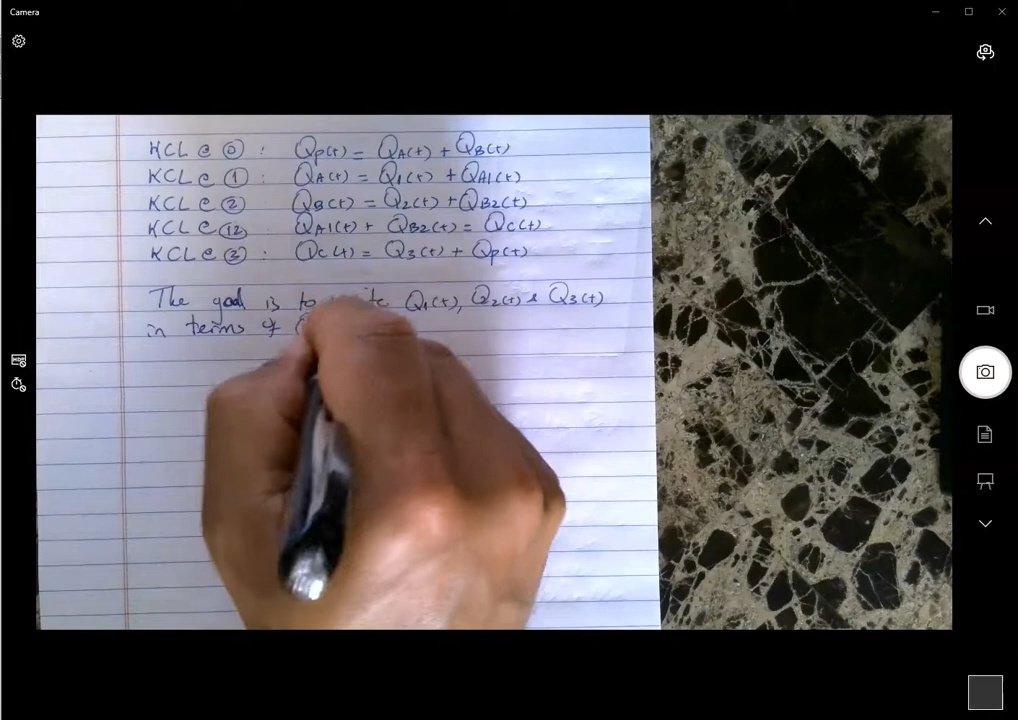 Camera
KCL @ ⓪ : Qp(t) = QA(t) + QB(t)
KCL @ ① : QA(t) = Q1(t) + QA1(t)
KCL @ ② : QB(t) = Q2(t) + QB2(t)
KCL @ ⑫ : QA1(t) + QB2(t) = QC(t)
KCL @ ③ : QC(t) = Q3(t) + Qp(t)
The goal is to Q1(t), Q2(t) & Q3(t)
in terms of